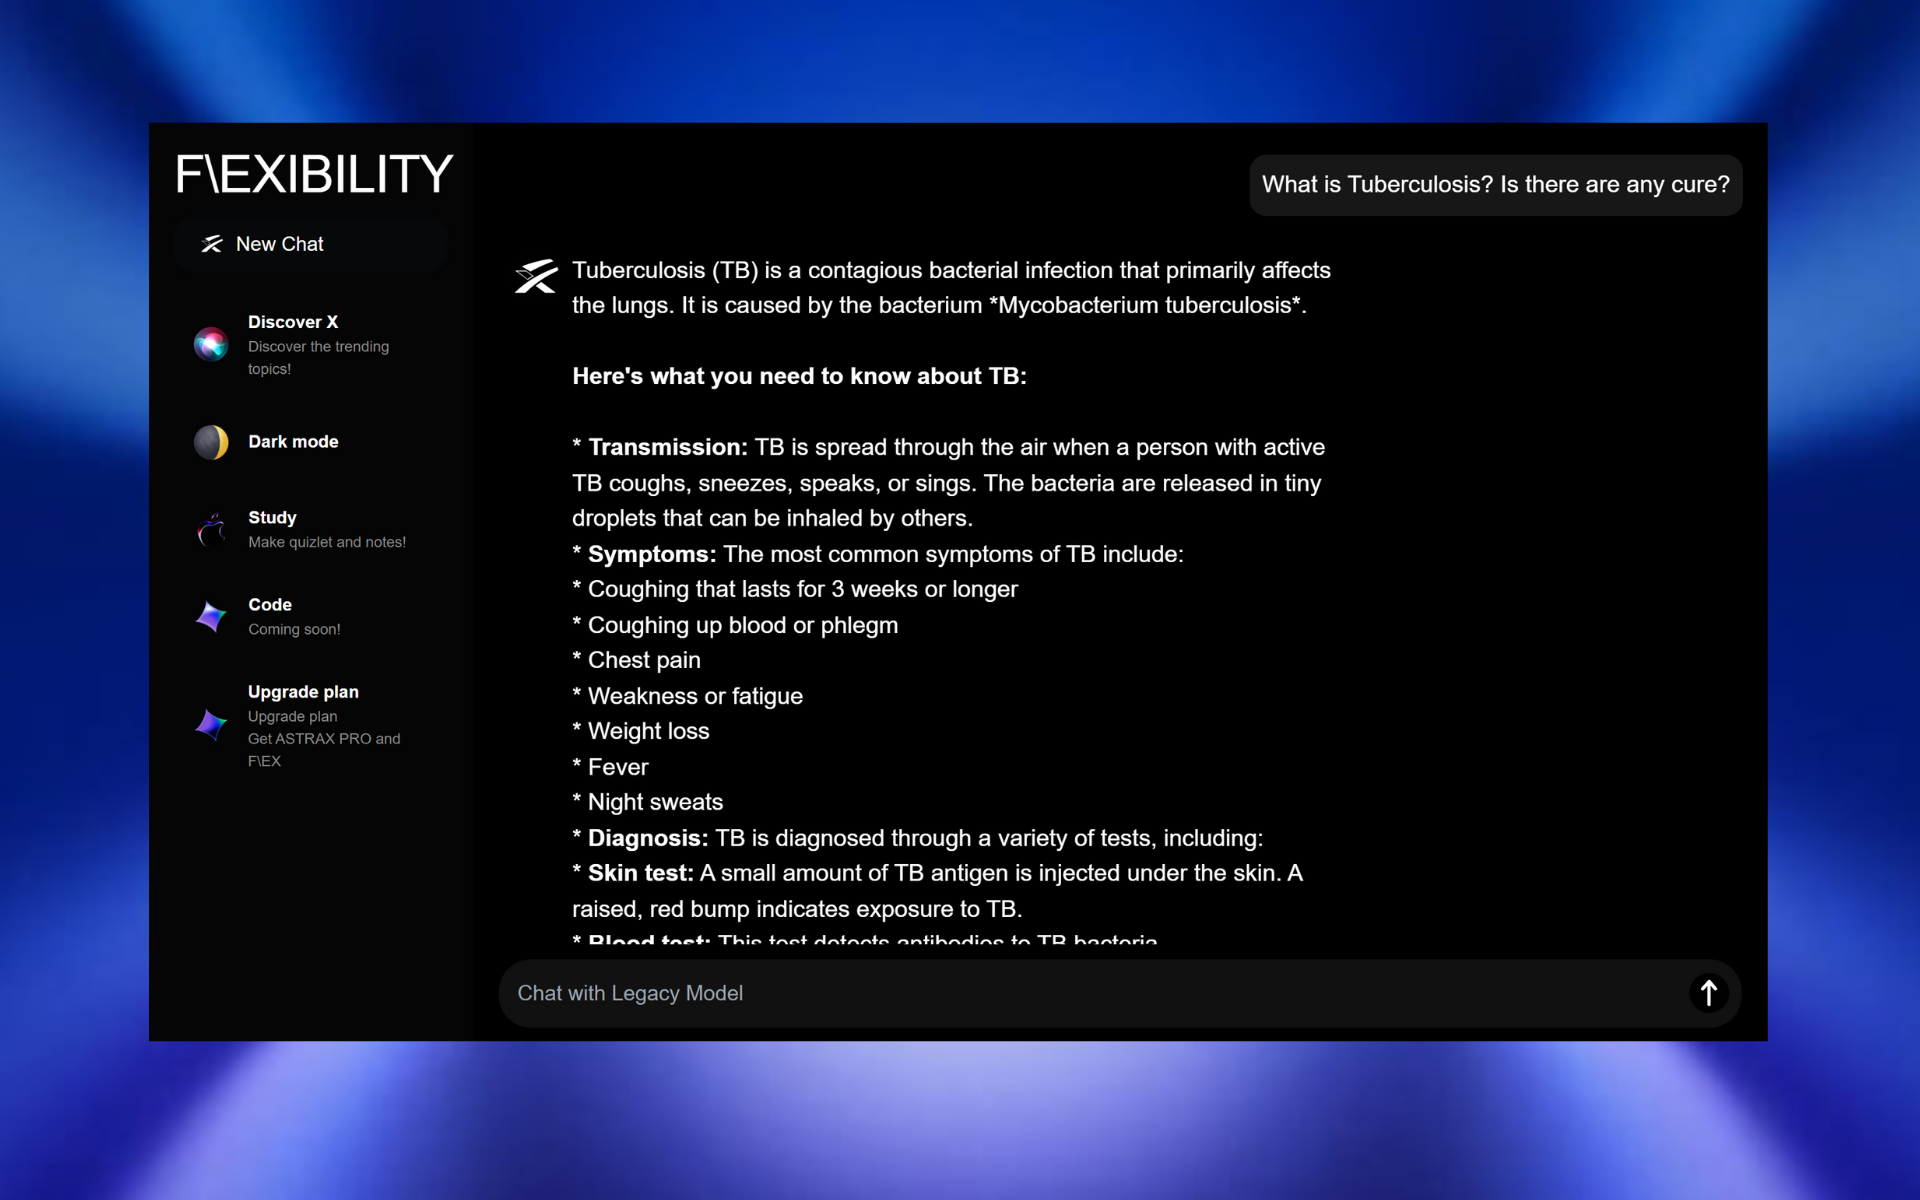 F\EXIBILITY
New Chat
Discover X
Discover the trending
topics!
Dark mode
Study
Make quizlet and notes!
Code
Coming soon!
Upgrade plan
Upgrade plan
Get ASTRAX PRO and
F\EX
What is Tuberculosis? Is there are any cure?
Tuberculosis (TB) is a contagious bacterial infection that primarily affects
the lungs. It is caused by the bacterium *Mycobacterium tuberculosis*.
Here's what you need to know about TB:
* Transmission: TB is spread through the air when a person with active
TB coughs, sneezes, speaks, or sings. The bacteria are released in tiny
droplets that can be inhaled by others.
* Symptoms: The most common symptoms of TB include:
* Coughing that lasts for 3 weeks or longer
* Coughing up blood or phlegm
* Chest pain
* Weakness or fatigue
* Weight loss
* Fever
* Night sweats
* Diagnosis: TB is diagnosed through a variety of tests, including:
* Skin test: A small amount of TB antigen is injected under the skin. A
raised, red bump indicates exposure to TB.
* Blood test: This test detects antibodies to TB bacteria
Chat with Legacy Model